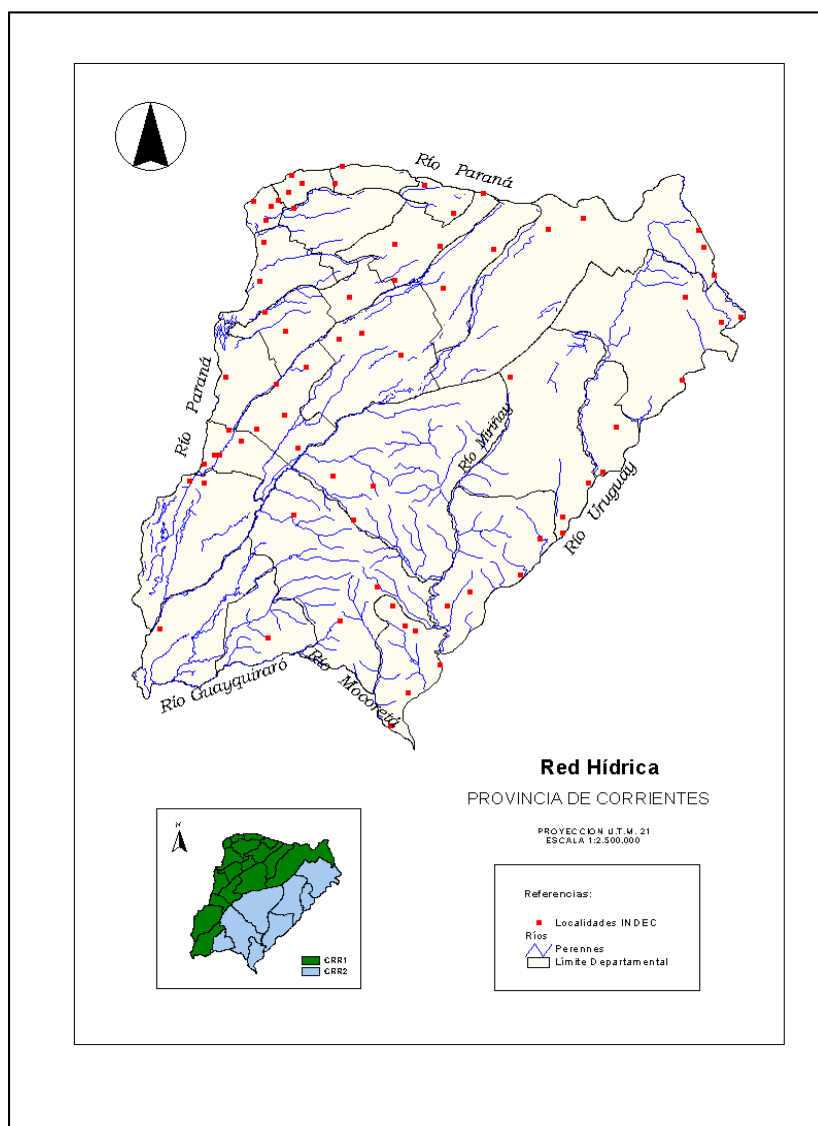 Río Paraná
Río Paraná
Río Miriñay
Río Uruguay
Río Guayquiraró
Río Mocoretá
Red Hídrica
PROVINCIA DE CORRIENTES
PROYECCION U.T.M. 21
ESCALA 1:2.500.000
N
CRR1
CRR2
Referencias:
Localidades INDEC
Ríos
Perennes
Límite Departamental